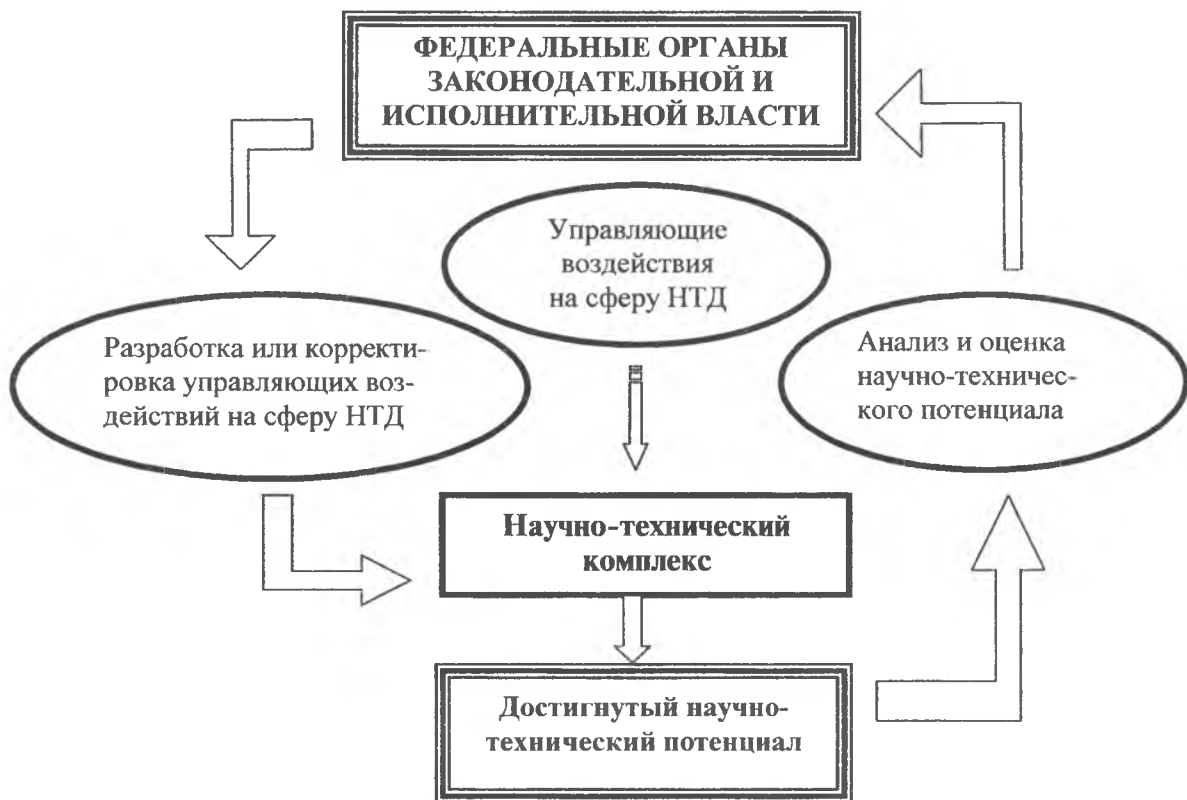 ФЕДЕРАЛЬНЫЕ ОРГАНЫ
ЗАКОНОДАТЕЛЬНОЙ И
ИСПОЛНИТЕЛЬНОЙ ВЛАСТИ
Управляющие
воздействия
на сферу НТД
Разработка или корректи-
ровка управляющих воз-
действий на сферу НТД
Анализ и оценка
научно-техничес-
кого потенциала
Научно-технический
комплекс
Достигнутый научно-
технический потенциал